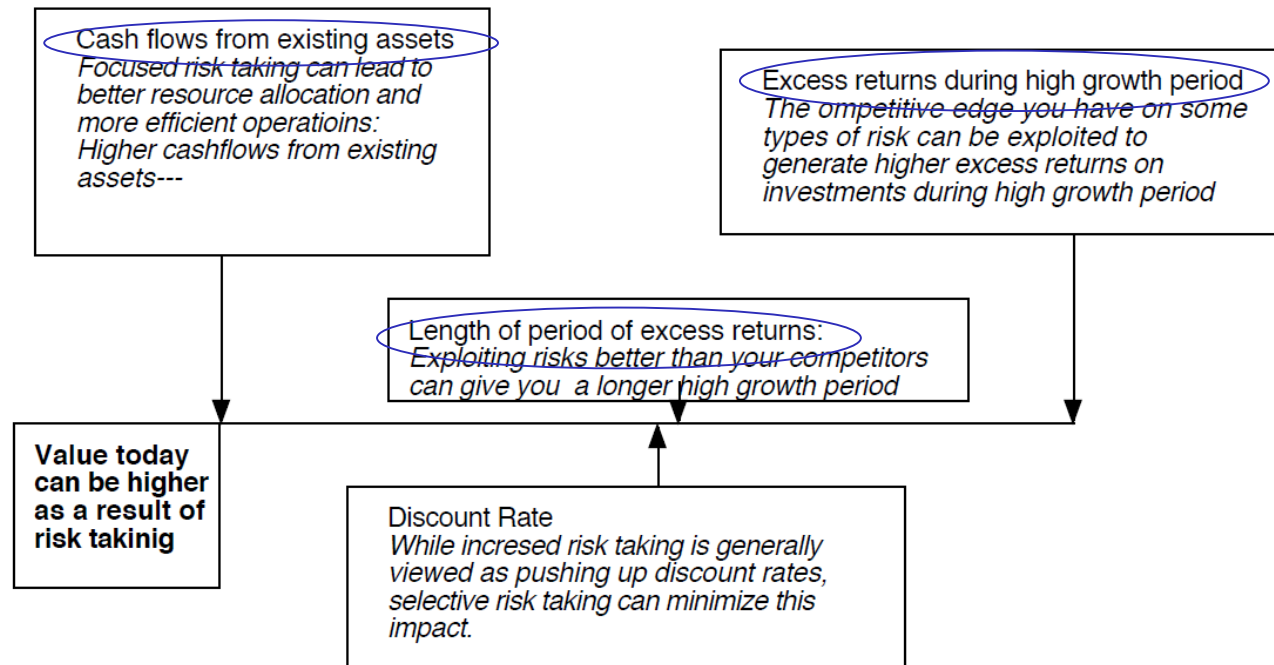 Cash flows from existing assets
Focused risk taking can lead to
better resource allocation and
more efficient operatioins:
Higher cashflows from existing
assets---
Excess returns during high growth period
The ompetitive edge you have on some
types of risk can be exploited to
generate higher excess returns on
investments during high growth period
Length of period of excess returns:
Exploiting risks better than your competitors
can give you  a longer high growth period
Value today
can be higher
as a result of
risk takinig
Discount Rate
While incresed risk taking is generally
viewed as pushing up discount rates,
selective risk taking can minimize this
impact.